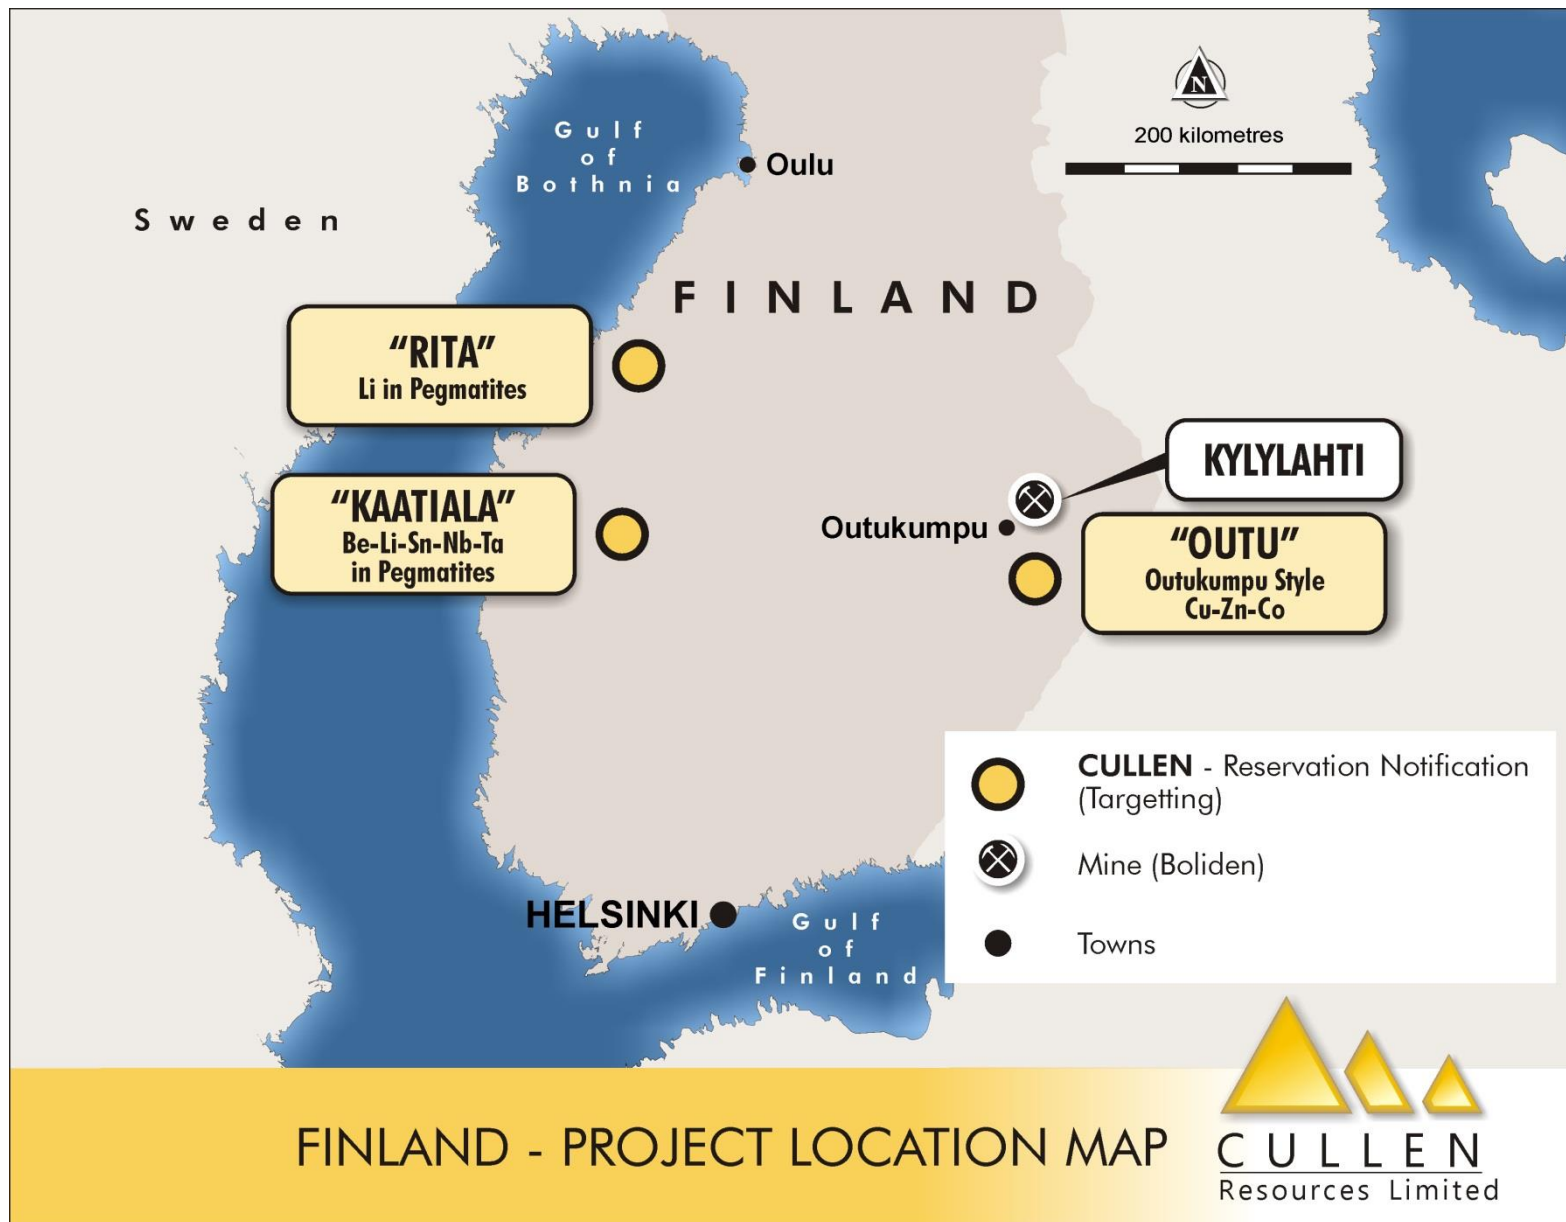 Gulf
of
Bothnia
Oulu
N
200 kilometres
Sweden
FINLAND
“RITA”
Li in Pegmatites
“KAATIALA”
Be-Li-Sn-Nb-Ta
in Pegmatites
KYLYLAHTI
Outukumpu
“OUTU”
Outukumpu Style
Cu-Zn-Co
CULLEN - Reservation Notification
(Targetting)
Mine (Boliden)
Towns
HELSINKI
Gulf
of
Finland
FINLAND - PROJECT LOCATION MAP
CULLEN
Resources Limited